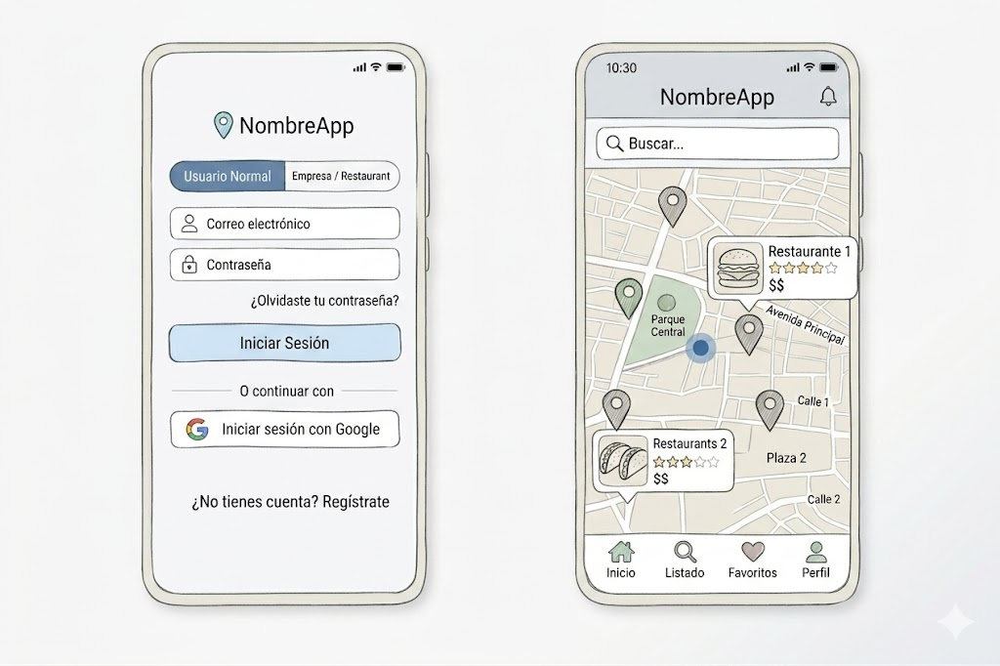 NombreApp
Usuario Normal
Empresa / Restaurant
Correo electrónico
Contraseña
¿Olvidaste tu contraseña?
Iniciar Sesión
O continuar con
G Iniciar sesión con Google
¿No tienes cuenta? Regístrate
10:30
NombreApp
Buscar...
Restaurante 1
$$
Parque
Central
Avenida Principal
Calle 1
Restaurants 2
$$
Plaza 2
Calle 2
Inicio
Listado
Favoritos
Perfil